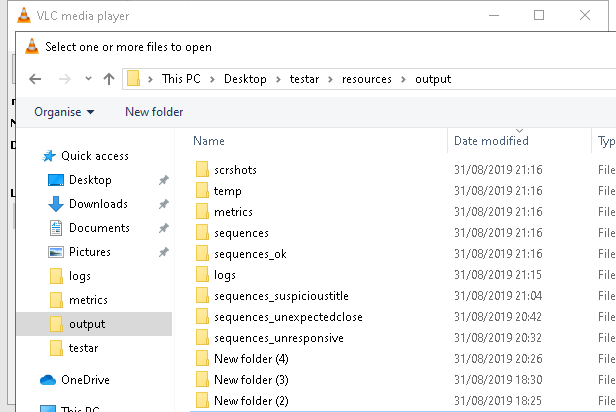 VLC media player
Select one or more files to open
This PC > Desktop > testar > resources > output
Organise New folder
Name Date modified Typ
Quick access
Desktop
Downloads
Documents
Pictures
logs
metrics
output
testar
OneDrive
This PC
scrshots 31/08/2019 21:16 File
temp 31/08/2019 21:16 File
metrics 31/08/2019 21:16 File
sequences 31/08/2019 21:16 File
sequences_ok 31/08/2019 21:16 File
logs 31/08/2019 21:15 File
sequences_suspicioustitle 31/08/2019 21:04 File
sequences_unexpectedclose 31/08/2019 20:42 File
sequences_unresponsive 31/08/2019 20:32 File
New folder (4) 31/08/2019 20:26 File
New folder (3) 31/08/2019 18:30 File
New folder (2) 31/08/2019 18:25 File